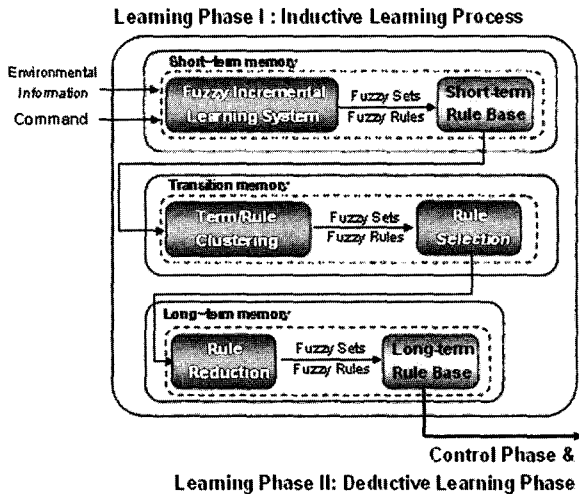 Learning Phase I : Inductive Learning Process
Short-term memory
Environmental
Information
Command
Fuzzy Incremental
Learning System
Fuzzy Sets
Fuzzy Rules
Short-term
Rule Base
Transition memory
Term/Rule
Clustering
Fuzzy Sets
Fuzzy Rules
Rule
Selection
Long-term memory
Rule
Reduction
Fuzzy Sets
Fuzzy Rules
Long-term
Rule Base
Control Phase &
Learning Phase II: Deductive Learning Phase